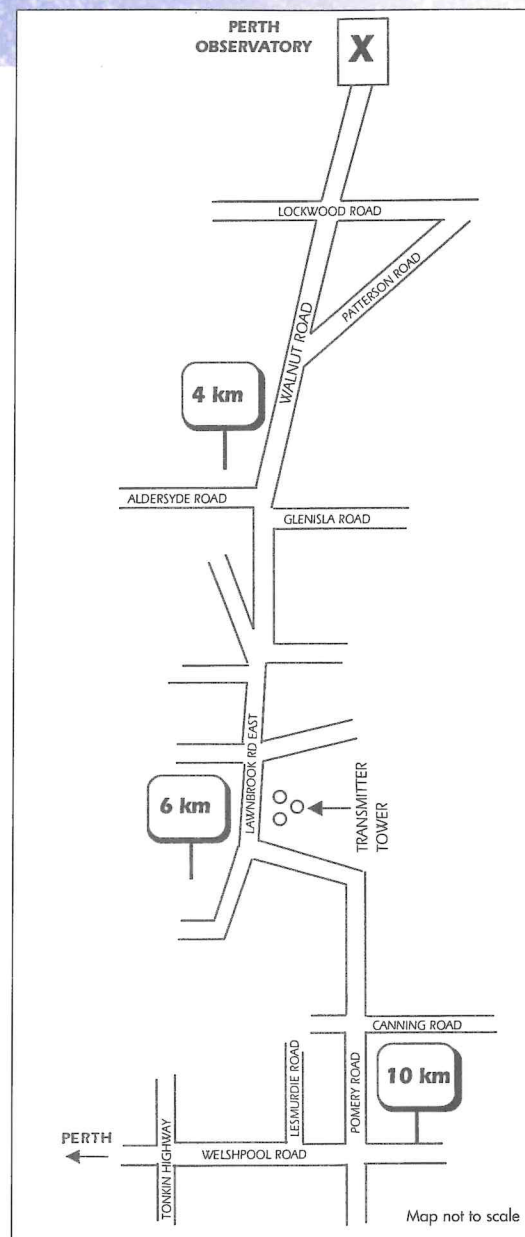 PERTH
OBSERVATORY
X
LOCKWOOD ROAD
PATTERSON ROAD
WALNUT ROAD
4 km
ALDERSYDE ROAD
GLENISLA ROAD
LAWNBROOK RD EAST
6 km
TRANSMITTER
TOWER
CANNING ROAD
LESMURDIE ROAD
POMERY ROAD
10 km
PERTH
TONKIN HIGHWAY
WELSHPOOL ROAD
Map not to scale